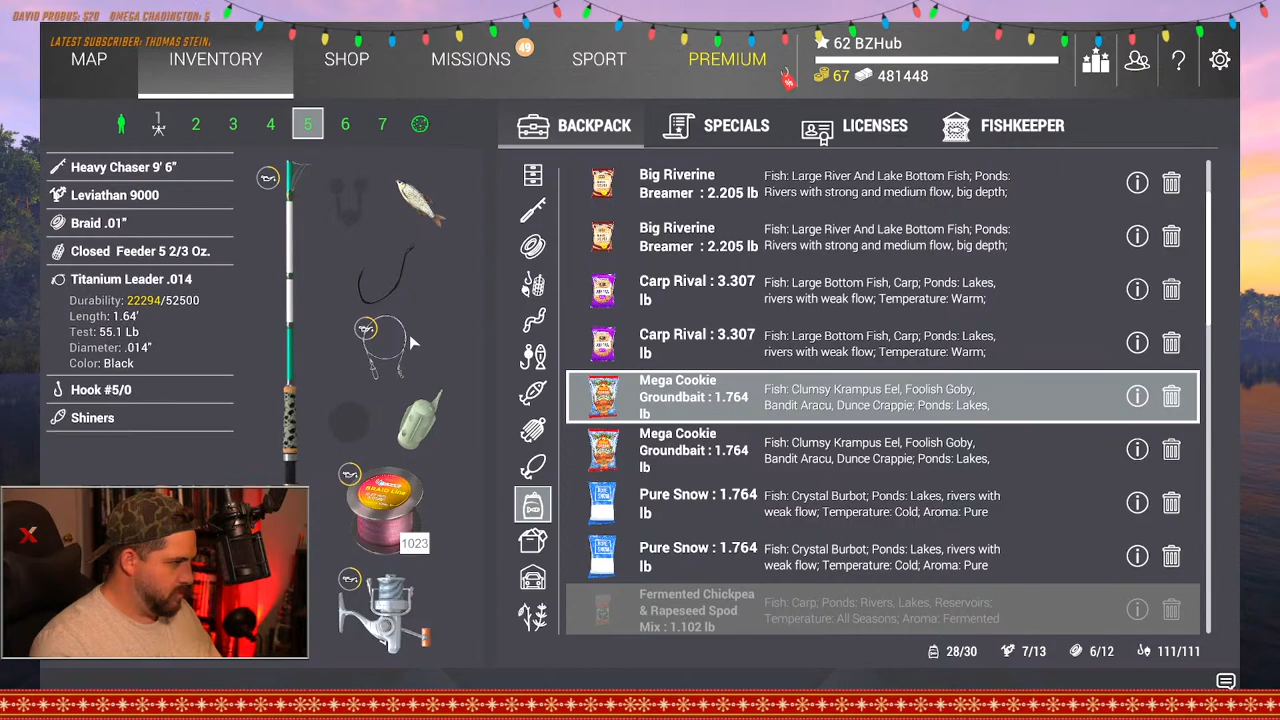 DAVID PROBUS: $20 OMEGA CHADINGTON: $
LATEST SUBSCRIBER: THOMAS STEIN,
MAP
INVENTORY
SHOP
MISSIONS
49
SPORT
PREMIUM
62 BZHub
67
481448
1
2
3
4
5
6
7
BACKPACK
SPECIALS
LICENSES
FISHKEEPER
Heavy Chaser 9' 6"
Leviathan 9000
Braid .01"
Closed Feeder 5 2/3 Oz.
Titanium Leader .014
Durability: 22294/52500
Length: 1.64'
Test: 55.1 Lb
Diameter: .014"
Color: Black
Hook #5/0
Shiners
1023
Big Riverine
Breamer : 2.205 lb
Fish: Large River And Lake Bottom Fish; Ponds:
Rivers with strong and medium flow, big depth;
Big Riverine
Breamer : 2.205 lb
Fish: Large River And Lake Bottom Fish; Ponds:
Rivers with strong and medium flow, big depth;
Carp Rival : 3.307
lb
Fish: Large Bottom Fish, Carp; Ponds: Lakes,
rivers with weak flow; Temperature: Warm;
Carp Rival : 3.307
lb
Fish: Large Bottom Fish, Carp; Ponds: Lakes,
rivers with weak flow; Temperature: Warm;
Mega Cookie
Groundbait : 1.764
lb
Fish: Clumsy Krampus Eel, Foolish Goby,
Bandit Aracu, Dunce Crappie; Ponds: Lakes,
Mega Cookie
Groundbait : 1.764
lb
Fish: Clumsy Krampus Eel, Foolish Goby,
Bandit Aracu, Dunce Crappie; Ponds: Lakes,
Pure Snow : 1.764
lb
Fish: Crystal Burbot; Ponds: Lakes, rivers with
weak flow; Temperature: Cold; Aroma: Pure
Pure Snow : 1.764
lb
Fish: Crystal Burbot; Ponds: Lakes, rivers with
weak flow; Temperature: Cold; Aroma: Pure
Fermented Chickpea
& Rapeseed Spod
Mix : 1.102 lb
Fish: Carp; Ponds: Rivers, Lakes, Reservoirs;
Temperature: All Seasons; Aroma: Fermented
28/30
7/13
6/12
111/111